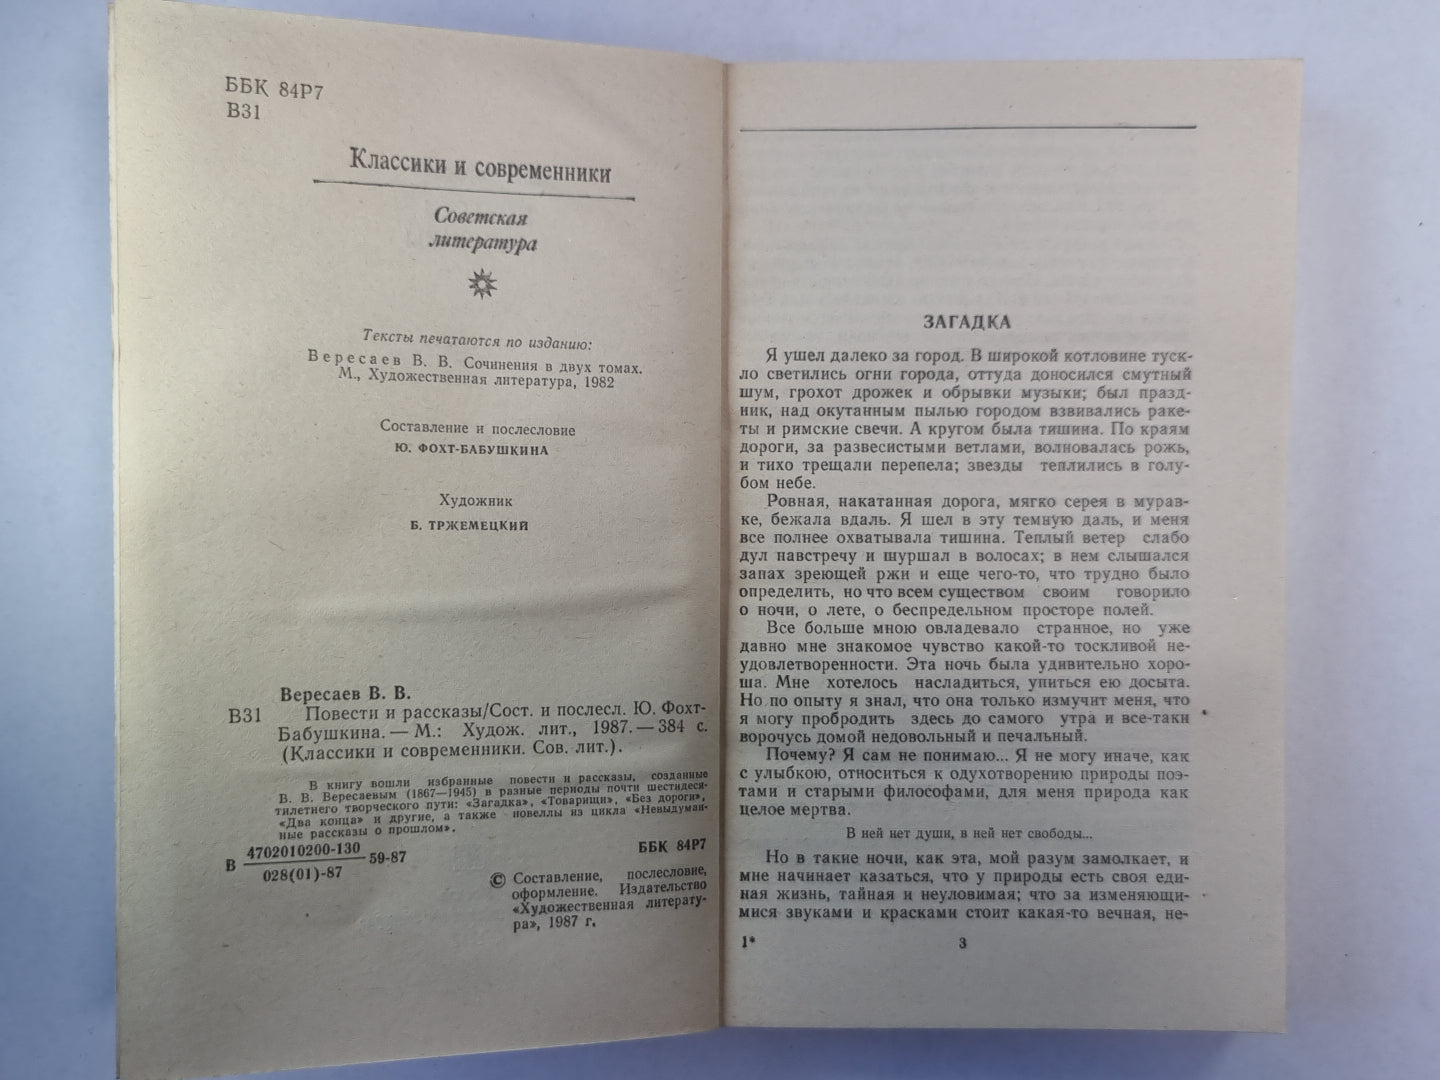 ББК 84Р7
В31
Классики и современники
Советская
литература
Тексты печатаются по изданию:
Вересаев В. В. Сочинения в двух томах.
М., Художественная литература, 1982
Составление и послесловие
Ю. ФОХТ-БАБУШКИНА
Художник
Б. ТРЖЕМЕЦКИЙ
Вересаев В. В.
В31 Повести и рассказы/Сост. и послесл. Ю. Фохт-
Бабушкина. — М.: Худож. лит., 1987. — 384 с.
(Классики и современники. Сов. лит.).
В книгу вошли избранные повести и рассказы, созданные
В. В. Вересаевым (1867—1945) в разные периоды почти шестидеся-
тилетнего творческого пути: «Загадка», «Товарищи», «Без дороги»,
«Два конца» и другие, а также новеллы из цикла «Невыдуман-
ные рассказы о прошлом».
В 4702010200-130 59-87
028(01)-87
ББК 84Р7
© Составление, послесловие,
оформление. Издательство
«Художественная литерату-
ра», 1987 г.
ЗАГАДКА
Я ушел далеко за город. В широкой котловине туск-
ло светились огни города, оттуда доносился смутный
шум, грохот дрожек и обрывки музыки; был празд-
ник, над окутанным пылью городом взвивались раке-
ты и римские свечи. А кругом была тишина. По краям
дороги, за развесистыми ветлами, волновалась рожь,
и тихо трещали перепела; звезды теплились в голу-
бом небе.
Ровная, накатанная дорога, мягко серея в мурав-
ке, бежала вдаль. Я шел в эту темную даль, и меня
все полнее охватывала тишина. Теплый ветер слабо
дул навстречу и шуршал в волосах; в нем слышался
запах зреющей ржи и еще чего-то, что трудно было
определить, но что всем существом своим говорило
о ночи, о лете, о беспредельном просторе полей.
Все больше мною овладевало странное, но уже
давно мне знакомое чувство какой-то тоскливой не-
удовлетворенности. Эта ночь была удивительно хоро-
ша. Мне хотелось насладиться, упиться ею досыта.
Но по опыту я знал, что она только измучит меня, что
я могу пробродить здесь до самого утра и все-таки
ворочусь домой недовольный и печальный.
Почему? Я сам не понимаю... Я не могу иначе, как
с улыбкою, относиться к одухотворению природы поэ-
тами и старыми философами, для меня природа как
целое мертва.
В ней нет души, в ней нет свободы...
Но в такие ночи, как эта, мой разум замолкает, и
мне начинает казаться, что у природы есть своя еди-
ная жизнь, тайная и неуловимая; что за изменяющи-
мися звуками и красками стоит какая-то вечная, не-
1* 3